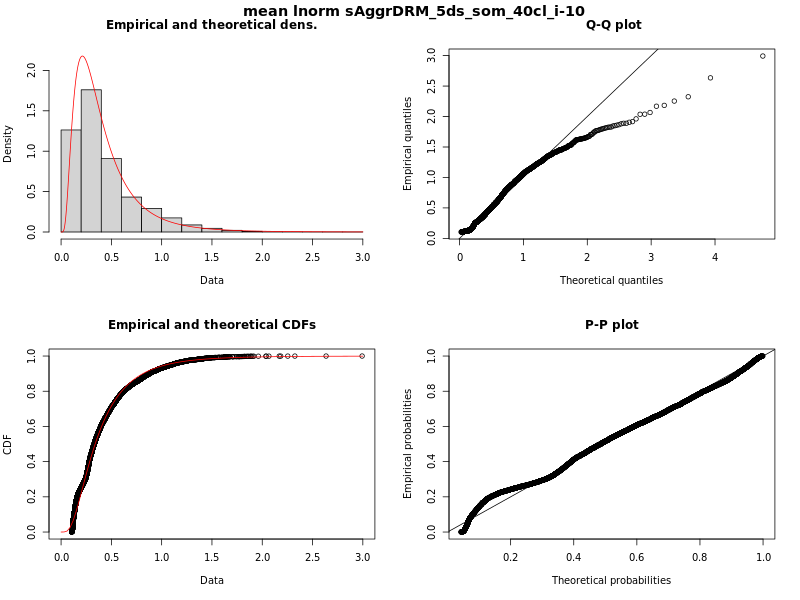 mean lnorm sAggrDRM_5ds_som_40cl_i-10
Empirical and theoretical dens.
Density
0.0 0.5 1.0 1.5 2.0
0.0 0.5 1.0 1.5 2.0 2.5 3.0
Data
Q-Q plot
Empirical quantiles
0.0 0.5 1.0 1.5 2.0 2.5 3.0
0 1 2 3 4
Theoretical quantiles
Empirical and theoretical CDFs
CDF
0.0 0.2 0.4 0.6 0.8 1.0
0.0 0.5 1.0 1.5 2.0 2.5 3.0
Data
P-P plot
Empirical probabilities
0.0 0.2 0.4 0.6 0.8 1.0
0.2 0.4 0.6 0.8 1.0
Theoretical probabilities